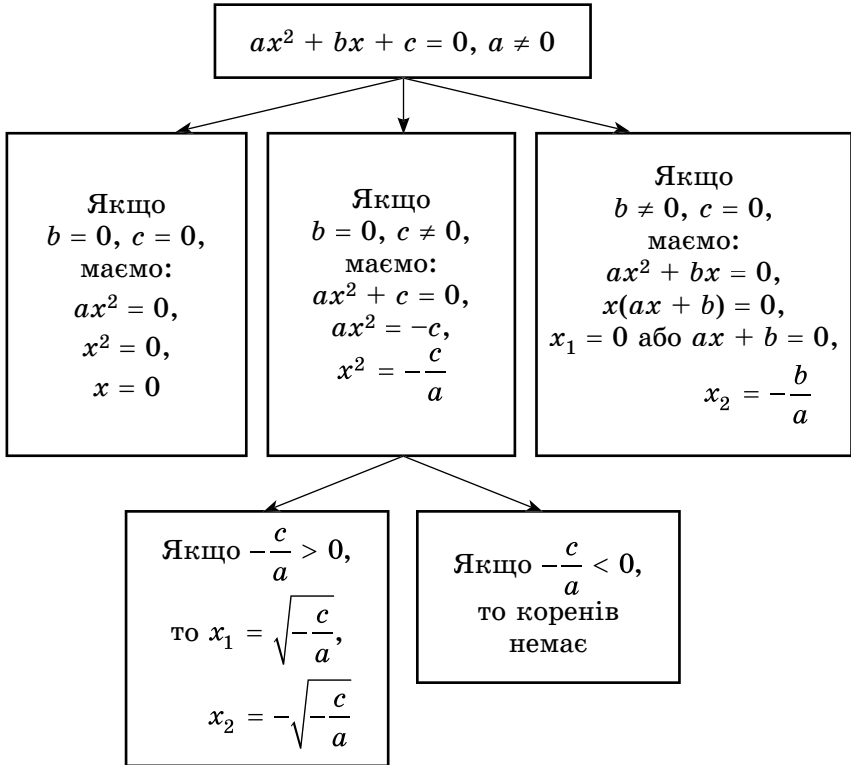 ax² + bx + c = 0, a ≠ 0
Якщо
b = 0, c = 0,
маємо:
ax² = 0,
x² = 0,
x = 0
Якщо
b = 0, c ≠ 0,
маємо:
ax² + c = 0,
ax² = −c,
x² = −c/a
Якщо
b ≠ 0, c = 0,
маємо:
ax² + bx = 0,
x(ax + b) = 0,
x₁ = 0 або ax + b = 0,
x₂ = −b/a
Якщо −c/a > 0,
то x₁ = √(−c/a),
x₂ = −√(−c/a)
Якщо −c/a < 0,
то коренів
немає